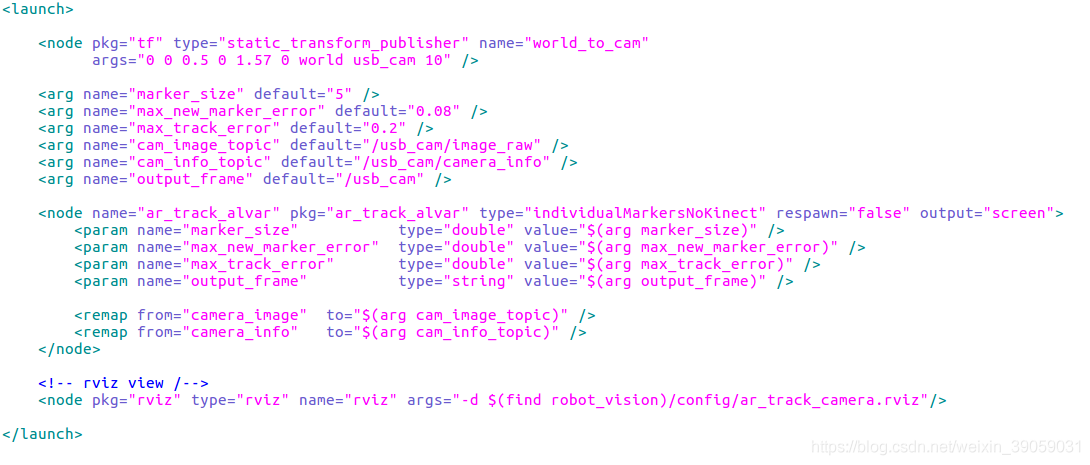 <launch>
<node pkg="tf" type="static_transform_publisher" name="world_to_cam"
args="0 0 0.5 0 1.57 0 world usb_cam 10" />
<arg name="marker_size" default="5" />
<arg name="max_new_marker_error" default="0.08" />
<arg name="max_track_error" default="0.2" />
<arg name="cam_image_topic" default="/usb_cam/image_raw" />
<arg name="cam_info_topic" default="/usb_cam/camera_info" />
<arg name="output_frame" default="/usb_cam" />
<node name="ar_track_alvar" pkg="ar_track_alvar" type="individualMarkersNoKinect" respawn="false" output="screen">
<param name="marker_size" type="double" value="$(arg marker_size)" />
<param name="max_new_marker_error" type="double" value="$(arg max_new_marker_error)" />
<param name="max_track_error" type="double" value="$(arg max_track_error)" />
<param name="output_frame" type="string" value="$(arg output_frame)" />
<remap from="camera_image" to="$(arg cam_image_topic)" />
<remap from="camera_info" to="$(arg cam_info_topic)" />
</node>
<!-- rviz view /-->
<node pkg="rviz" type="rviz" name="rviz" args="-d $(find robot_vision)/config/ar_track_camera.rviz"/>
</launch>
https://blog.csdn.net/weixin_39059031